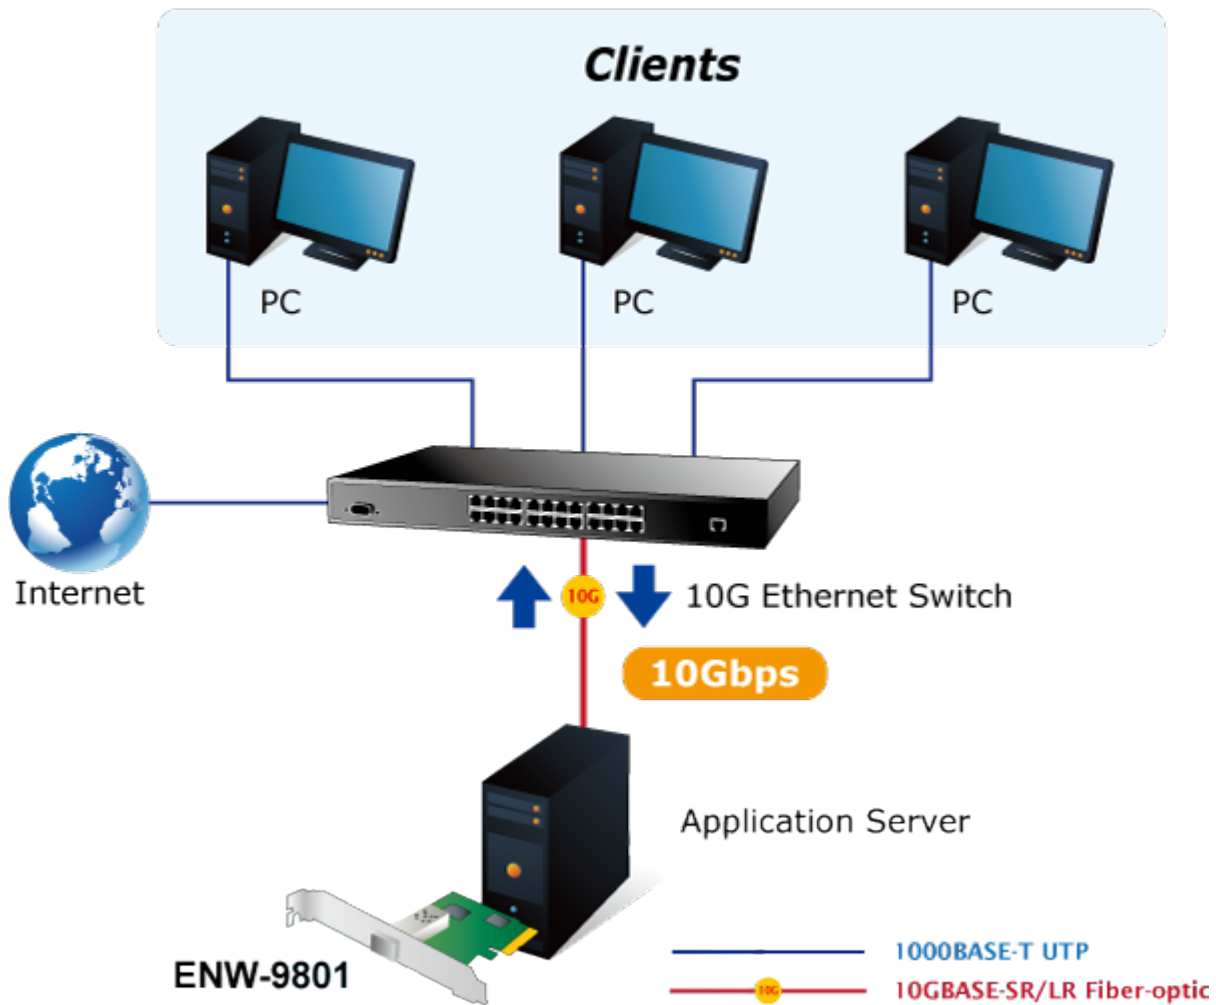 Clients
PC
PC
PC
Internet
10G
10G Ethernet Switch
10Gbps
Application Server
ENW-9801
1000BASE-T UTP
10G
10GBASE-SR/LR Fiber-optic